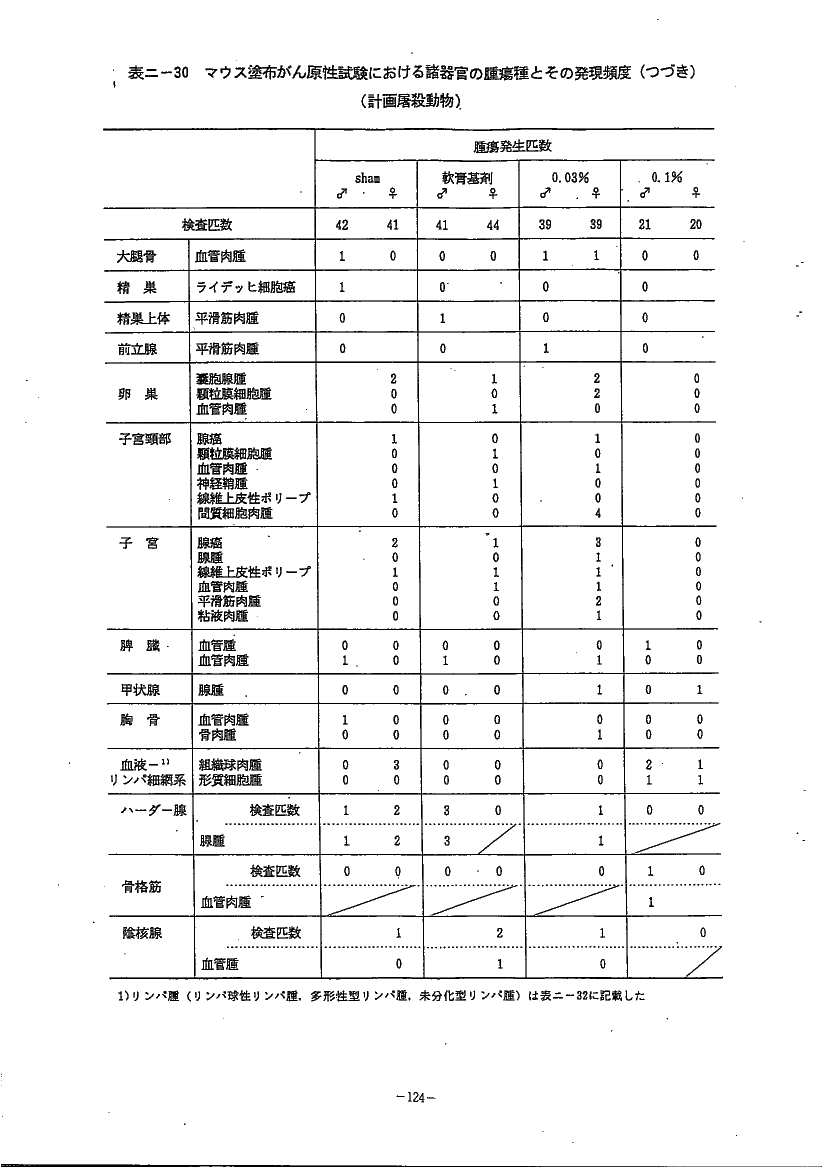 表ニ-30 マウス塗布がん原性試験における諸器官の腫瘍種とその発現頻度(つづき)
(計画屠殺動物)
腫瘍発生匹数
sham 軟膏基剤 0.03% 0.1%
♂ ♀ ♂ ♀ ♂ ♀ ♂ ♀
検査匹数 42 41 41 44 39 39 21 20
大腿骨 血管肉腫 1 0 0 0 1 1 0 0
精巣 ライデッヒ細胞癌 1 0 0 0
精巣上体 平滑筋肉腫 0 1 0 0
前立腺 平滑筋肉腫 0 0 1 0
嚢胞腺腫 2 1 2 0
卵巣 顆粒膜細胞腫 0 0 2 0
血管肉腫 0 1 0 0
子宮頸部 腺癌 1 0 1 0
顆粒膜細胞腫 0 1 0 0
血管肉腫 0 0 1 0
神経鞘腫 0 1 0 0
線維上皮性ポリープ 1 0 0 0
間質細胞肉腫 0 0 4 0
子宮 腺癌 2 1 3 0
腺腫 0 0 1 0
線維上皮性ポリープ 1 1 1 0
血管肉腫 0 1 1 0
平滑筋肉腫 0 0 2 0
粘液肉腫 0 0 1 0
脾臓 血管腫 0 0 0 0 0 1 0
血管肉腫 1 0 1 0 1 0 0
甲状腺 腺腫 0 0 0 0 1 0 1
胸骨 血管肉腫 1 0 0 0 0 0 0
骨肉腫 0 0 0 0 1 0 0
血液-1) 組織球肉腫 0 3 0 0 0 2 1
リンパ細網系 形質細胞腫 0 0 0 0 0 1 1
ハーダー腺 検査匹数 1 2 3 0 1 0 0
腺腫 1 2 3 1
検査匹数 0 0 0 0 0 1 0
骨格筋
血管肉腫 1
陰核腺 検査匹数 1 2 1 0
血管腫 0 1 0
1)リンパ腫(リンパ球性リンパ腫,多形性型リンパ腫,未分化型リンパ腫)は表ニ-32に記載した
-124-